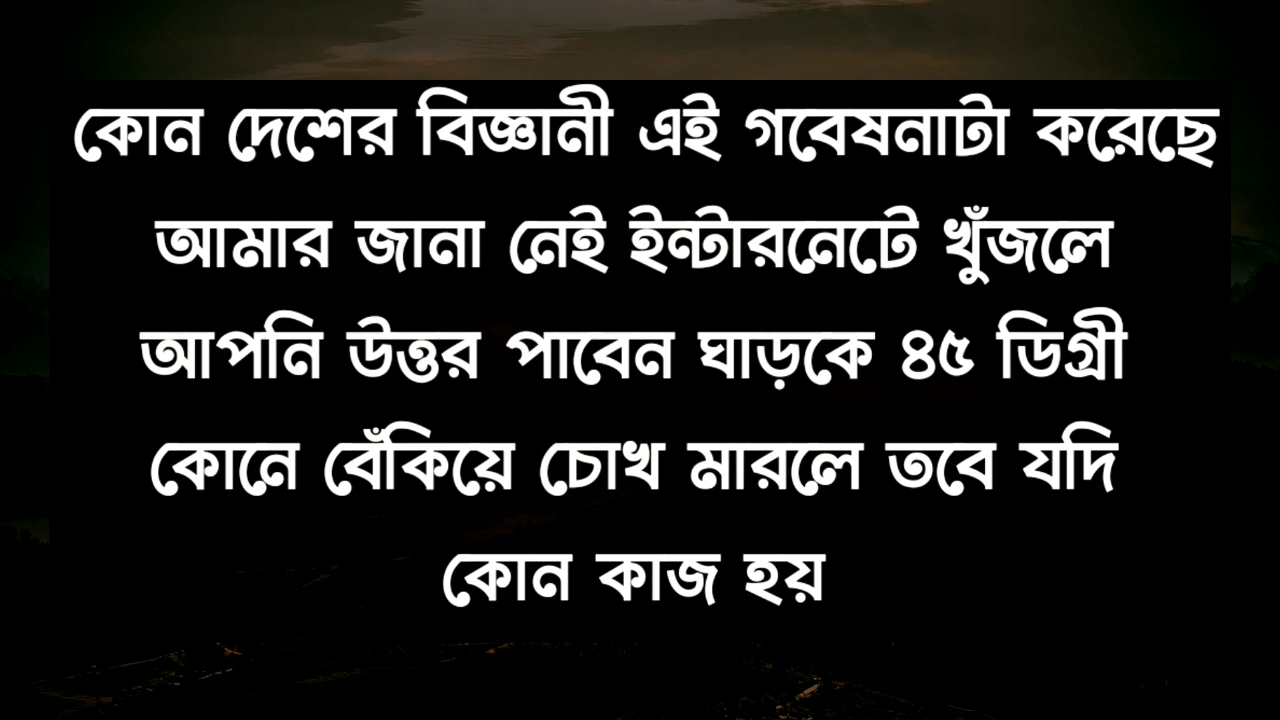 কোন দেশের বিজ্ঞানী এই গবেষনাটা করেছে
আমার জানা নেই ইন্টারনেটে খুঁজলে
আপনি উত্তর পাবেন ঘাড়কে ৪৫ ডিগ্রী
কোনে বেঁকিয়ে চোখ মারলে তবে যদি
কোন কাজ হয়